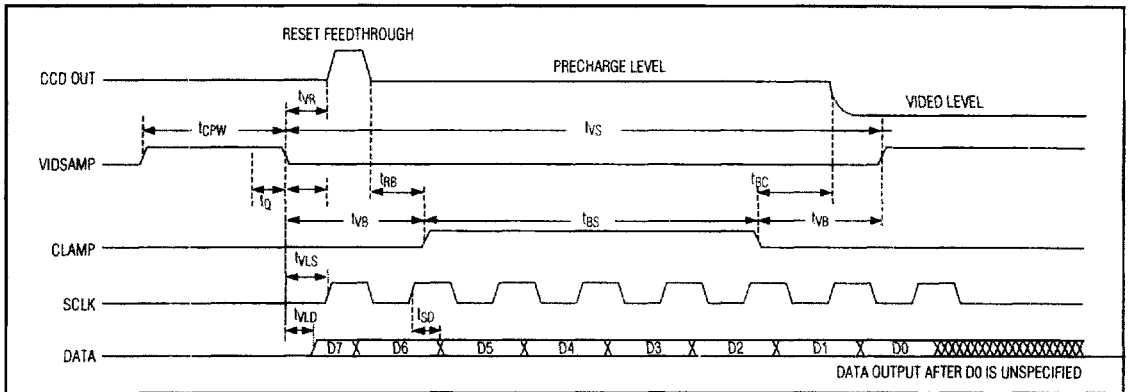 RESET FEEDTHROUGH
CCD OUT
PRECHARGE LEVEL
VIDEO LEVEL
tVR
tCPW
tVS
VIDSAMP
tQ
tRB
tBC
tVB
tBS
tVB
CLAMP
tVLS
SCLK
tVLD
tSD
DATA
D7 D6 D5 D4 D3 D2 D1 D0
DATA OUTPUT AFTER D0 IS UNSPECIFIED